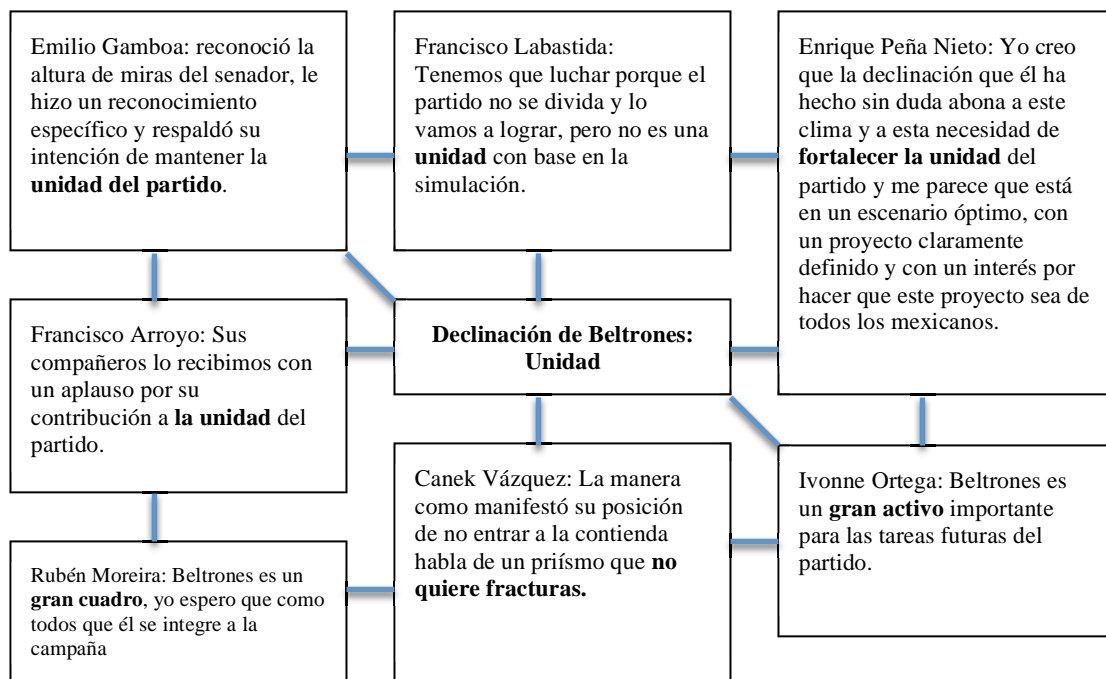 Emilio Gamboa: reconoció la
altura de miras del senador, le
hizo un reconocimiento
específico y respaldó su
intención de mantener la
unidad del partido.
Francisco Labastida:
Tenemos que luchar porque el
partido no se divida y lo
vamos a lograr, pero no es una
unidad con base en la
simulación.
Enrique Peña Nieto: Yo creo
que la declinación que él ha
hecho sin duda abona a este
clima y a esta necesidad de
fortalecer la unidad del
partido y me parece que está
en un escenario óptimo, con
un proyecto claramente
definido y con un interés por
hacer que este proyecto sea de
todos los mexicanos.
Francisco Arroyo: Sus
compañeros lo recibimos con
un aplauso por su
contribución a la unidad del
partido.
Declinación de Beltrones:
Unidad
Canek Vázquez: La manera
como manifestó su posición
de no entrar a la contienda
habla de un priísmo que no
quiere fracturas.
Ivonne Ortega: Beltrones es
un gran activo importante
para las tareas futuras del
partido.
Rubén Moreira: Beltrones es un
gran cuadro, yo espero que como
todos que él se integre a la
campaña